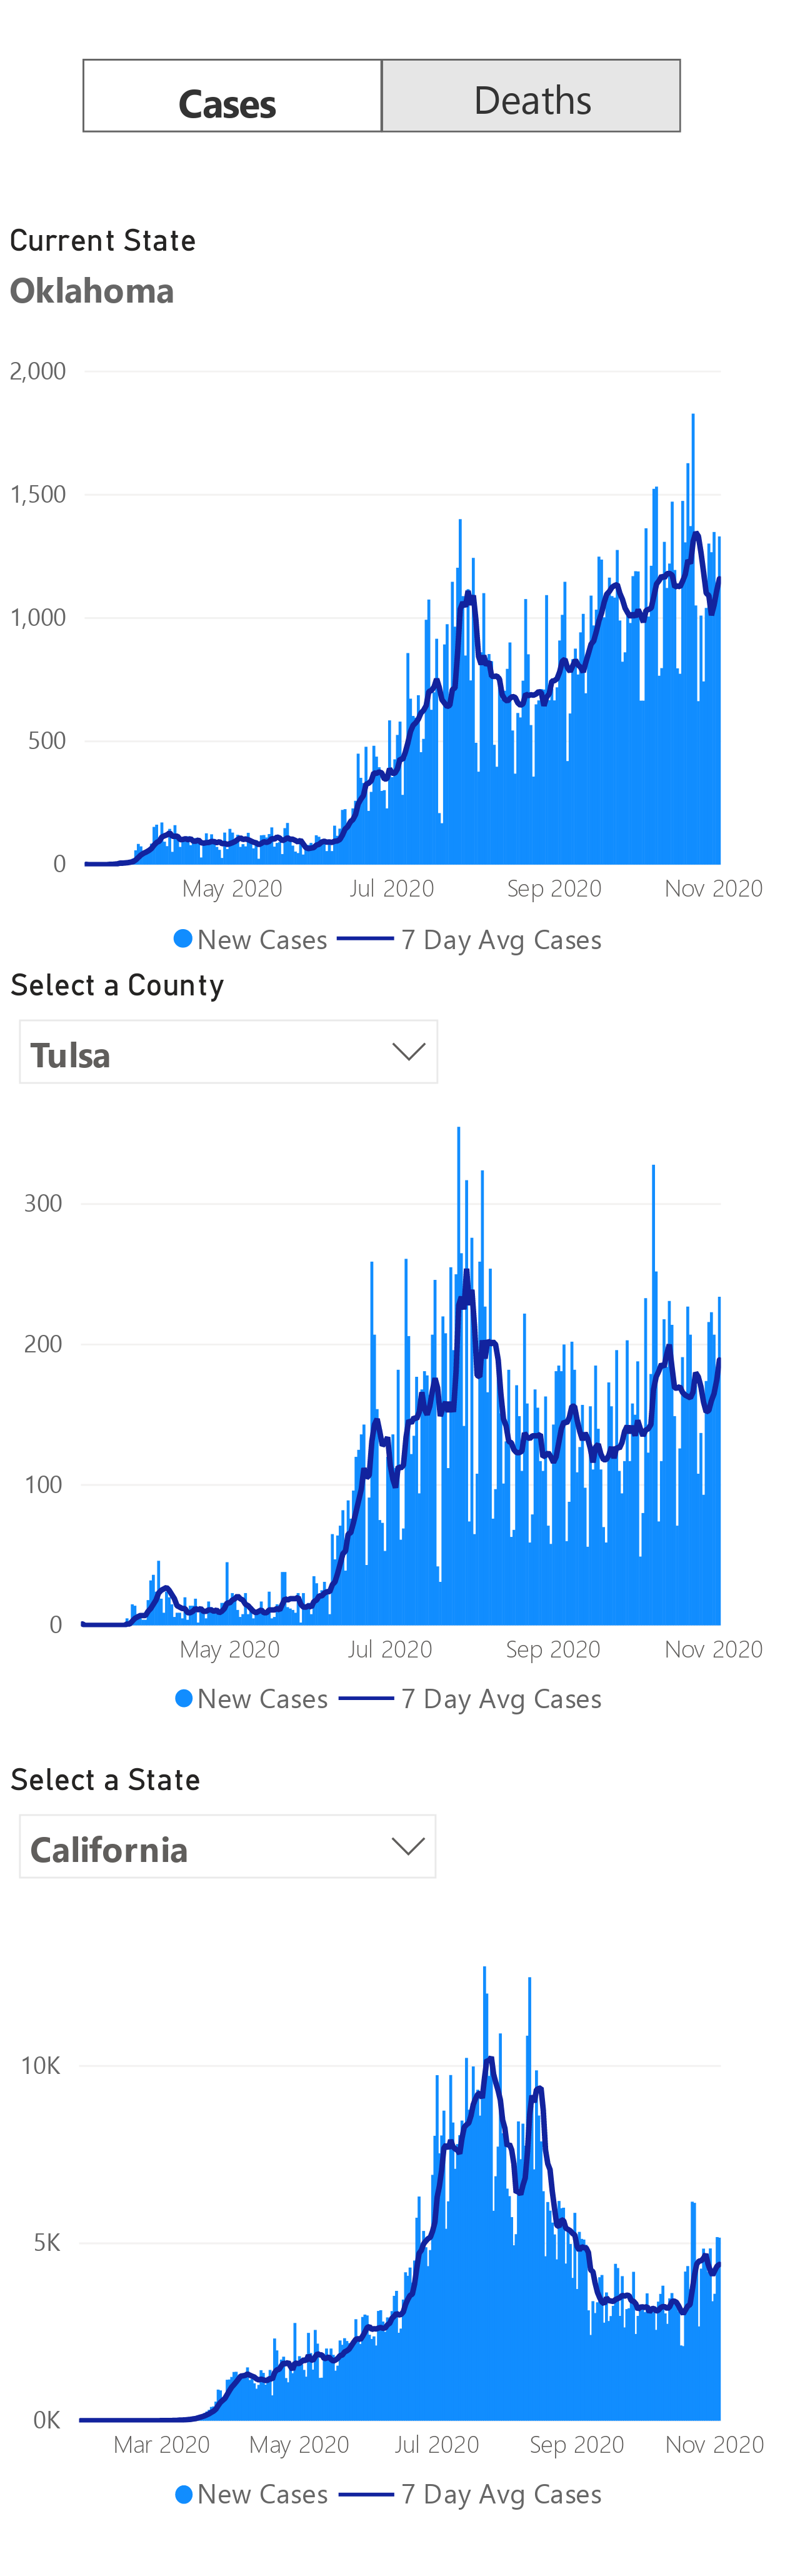 Cases Deaths
Current State
Oklahoma
2,000
1,500
1,000
500
0
May 2020 Jul 2020 Sep 2020 Nov 2020
New Cases 7 Day Avg Cases
Select a County
Tulsa
300
200
100
0
May 2020 Jul 2020 Sep 2020 Nov 2020
New Cases 7 Day Avg Cases
Select a State
California
10K
5K
0K
Mar 2020 May 2020 Jul 2020 Sep 2020 Nov 2020
New Cases 7 Day Avg Cases